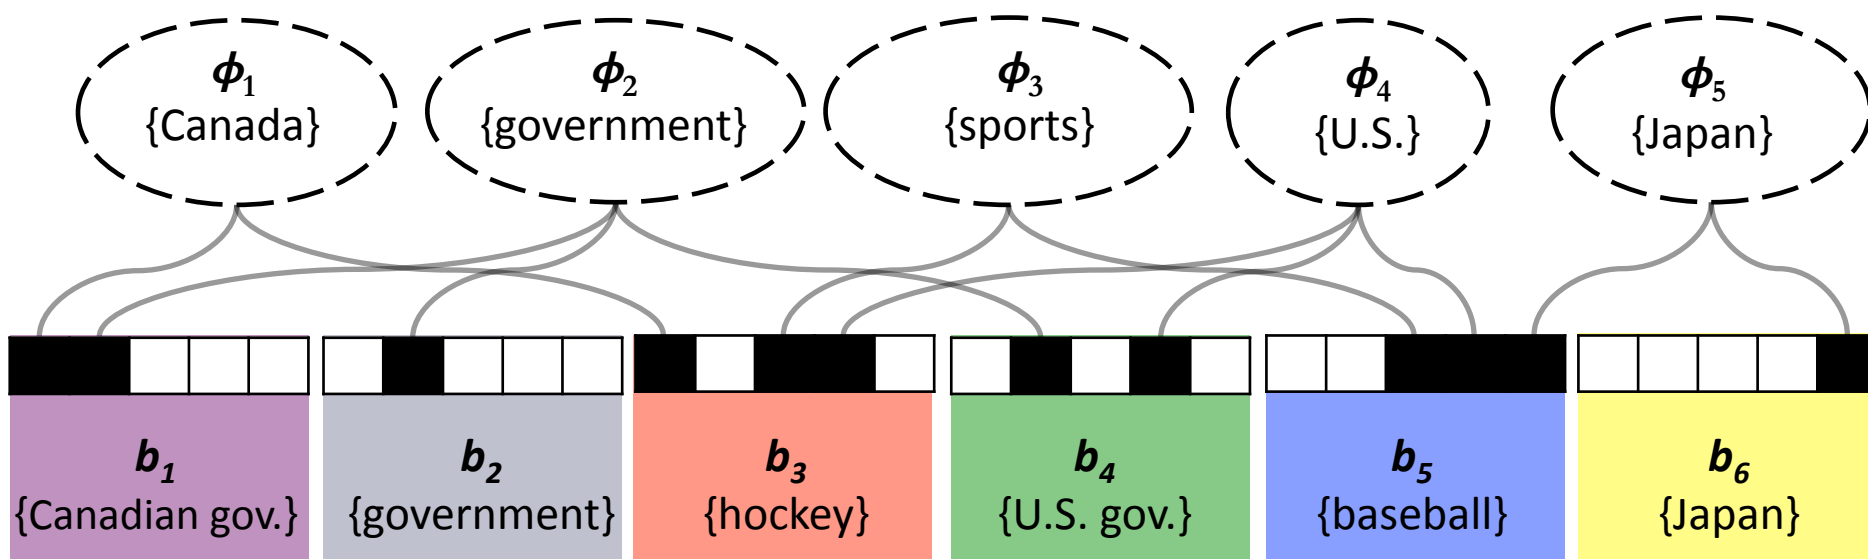 ϕ1
{Canada}
ϕ2
{government}
ϕ3
{sports}
ϕ4
{U.S.}
ϕ5
{Japan}
b1
{Canadian gov.}
b2
{government}
b3
{hockey}
b4
{U.S. gov.}
b5
{baseball}
b6
{Japan}